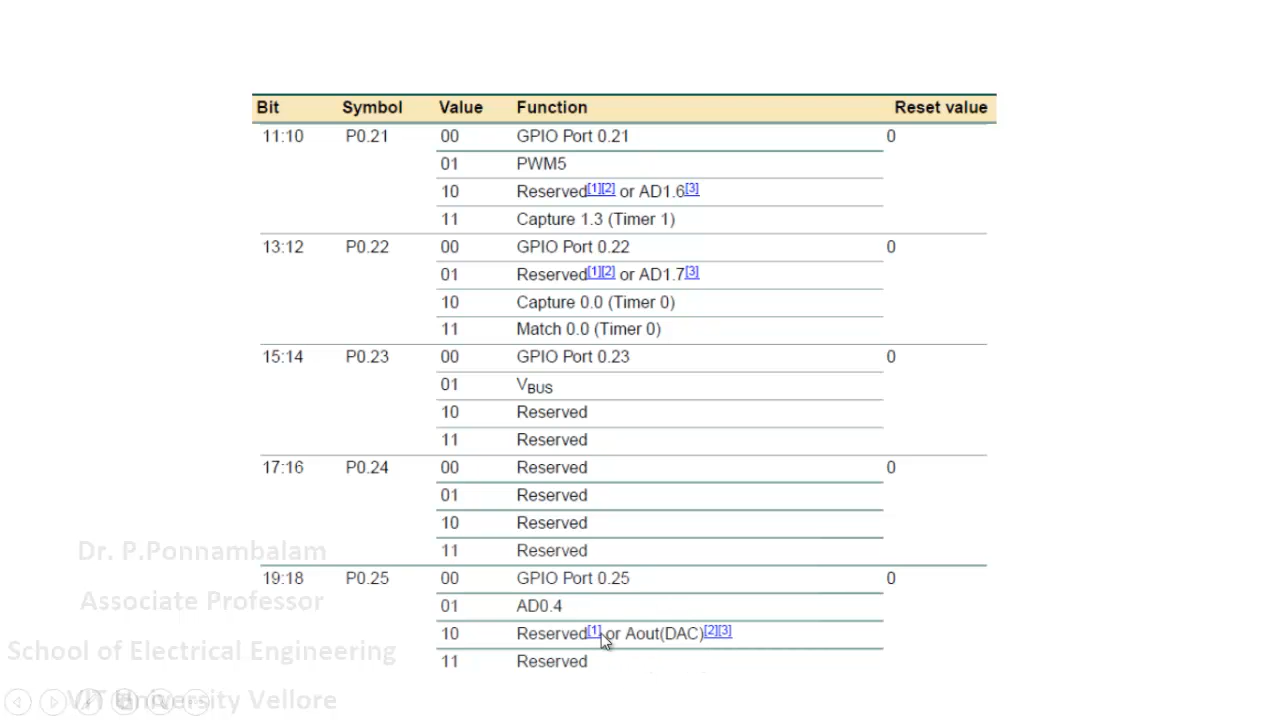 Bit Symbol Value Function Reset value
11:10 P0.21 00 GPIO Port 0.21 0
01 PWM5
10 Reserved[1][2] or AD1.6[3]
11 Capture 1.3 (Timer 1)
13:12 P0.22 00 GPIO Port 0.22 0
01 Reserved[1][2] or AD1.7[3]
10 Capture 0.0 (Timer 0)
11 Match 0.0 (Timer 0)
15:14 P0.23 00 GPIO Port 0.23 0
01 VBUS
10 Reserved
11 Reserved
17:16 P0.24 00 Reserved 0
01 Reserved
10 Reserved
11 Reserved
19:18 P0.25 00 GPIO Port 0.25 0
01 AD0.4
10 Reserved[1] or Aout(DAC)[2][3]
11 Reserved
Dr. P.Ponnambalam
Associate Professor
School of Electrical Engineering
VIT University Vellore